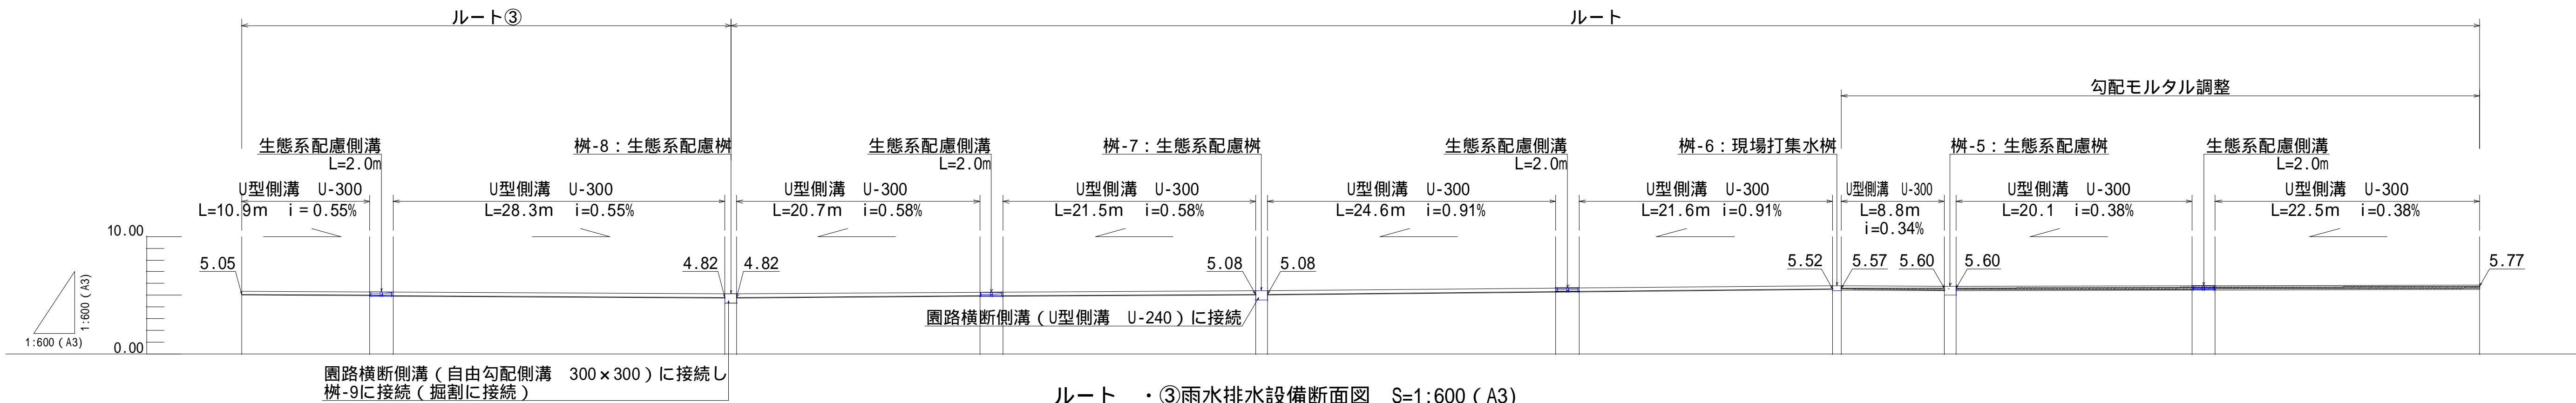 ルート③
ルート
勾配モルタル調整
生態系配慮側溝
L=2.0m
桝-8：生態系配慮桝
生態系配慮側溝
L=2.0m
桝-7：生態系配慮桝
生態系配慮側溝
L=2.0m
桝-6：現場打集水桝
桝-5：生態系配慮桝
生態系配慮側溝
L=2.0m
U型側溝　U-300
L=10.9m　i＝0.55%
U型側溝　U-300
L=28.3m　i=0.55%
U型側溝　U-300
L=20.7m　i=0.58%
U型側溝　U-300
L=21.5m　i=0.58%
U型側溝　U-300
L=24.6m　i=0.91%
U型側溝　U-300
L=21.6m　i=0.91%
U型側溝　U-300
L=8.8m
i=0.34%
U型側溝　U-300
L=20.1　i=0.38%
U型側溝　U-300
L=22.5m　i=0.38%
10.00
0.00
1:600（A3）
1:600（A3）
5.05
4.82
4.82
5.08
5.08
5.52
5.57
5.60
5.60
5.77
園路横断側溝（U型側溝　U-240）に接続
園路横断側溝（自由勾配側溝　300×300）に接続し
桝-9に接続（掘割に接続）
ルート　・③雨水排水設備断面図　S=1:600（A3）